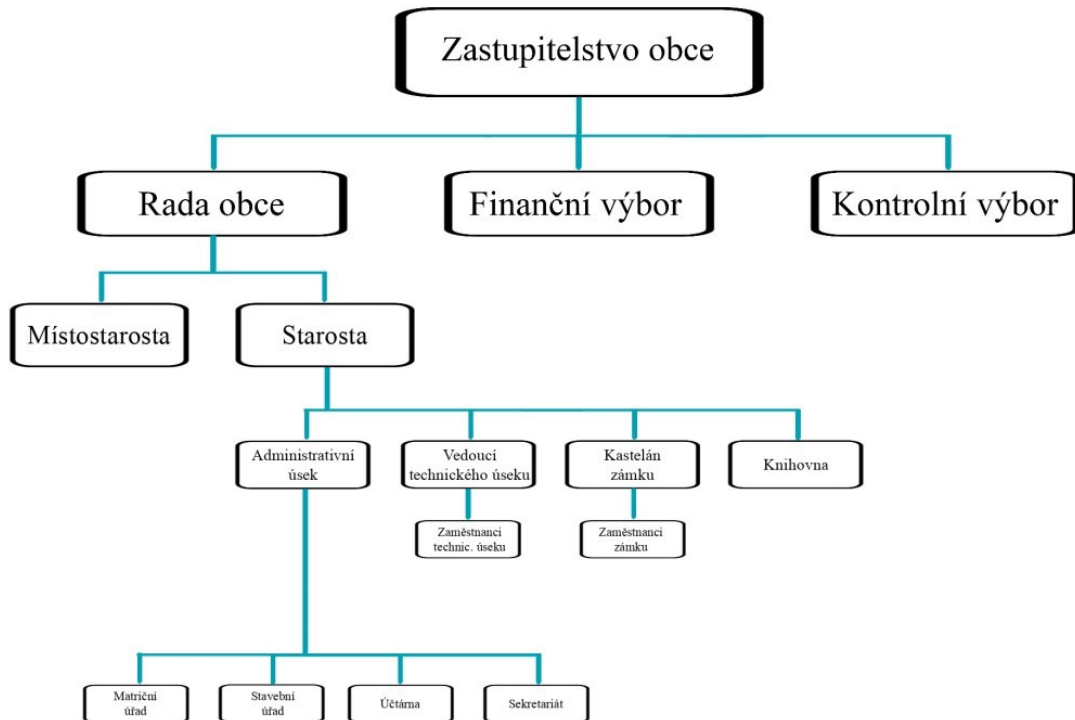 Zastupitelstvo obce
Rada obce
Finanční výbor
Kontrolní výbor
Místostarosta
Starosta
Administrativní
úsek
Vedoucí
technického úseku
Kastelán
zámku
Knihovna
Zaměstnanci
technic. úseku
Zaměstnanci
zámku
Matriční
úřad
Stavební
úřad
Účtárna
Sekretariát